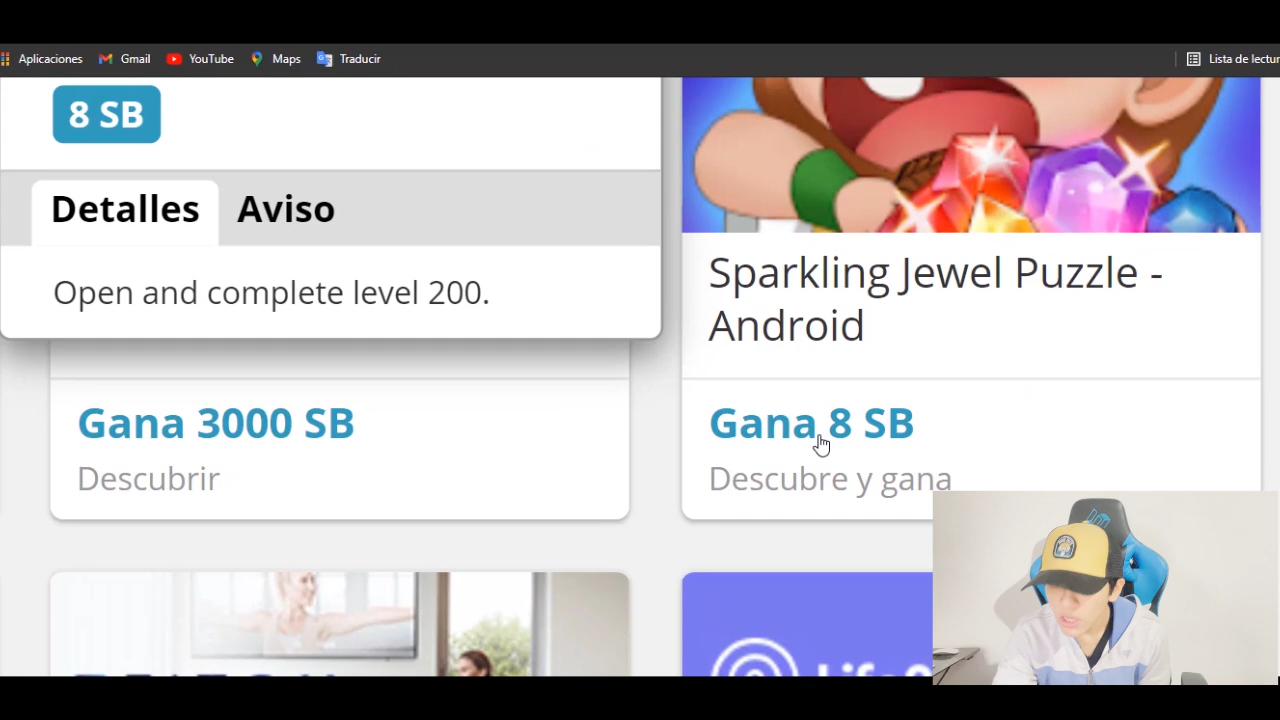 Aplicaciones
Gmail
YouTube
Maps
Traducir
Lista de lectur
8 SB
Detalles
Aviso
Open and complete level 200.
Sparkling Jewel Puzzle -
Android
Gana 3000 SB
Descubrir
Gana 8 SB
Descubre y gana